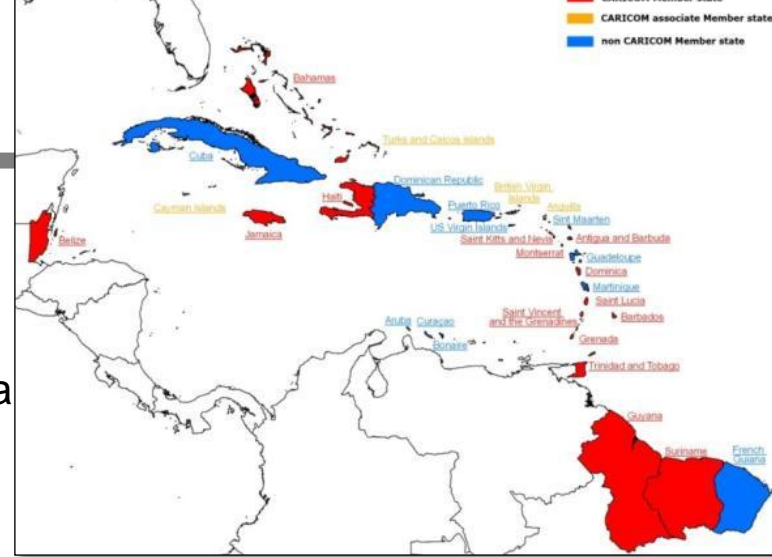 CARICOM Member state
CARICOM associate Member state
non CARICOM Member state
Bahamas
Turks and Caicos Islands
Cuba
Dominican Republic
Haiti
Cayman Islands
Jamaica
Belize
Puerto Rico
British Virgin
Islands
Anguilla
Sint Maarten
US Virgin Islands
Saint Kitts and Nevis
Antigua and Barbuda
Montserrat
Guadeloupe
Dominica
Martinique
Saint Lucia
Saint Vincent
and the Grenadines
Barbados
Aruba
Curaçao
Bonaire
Grenada
Trinidad and Tobago
a
Guyana
Suriname
French
Guiana